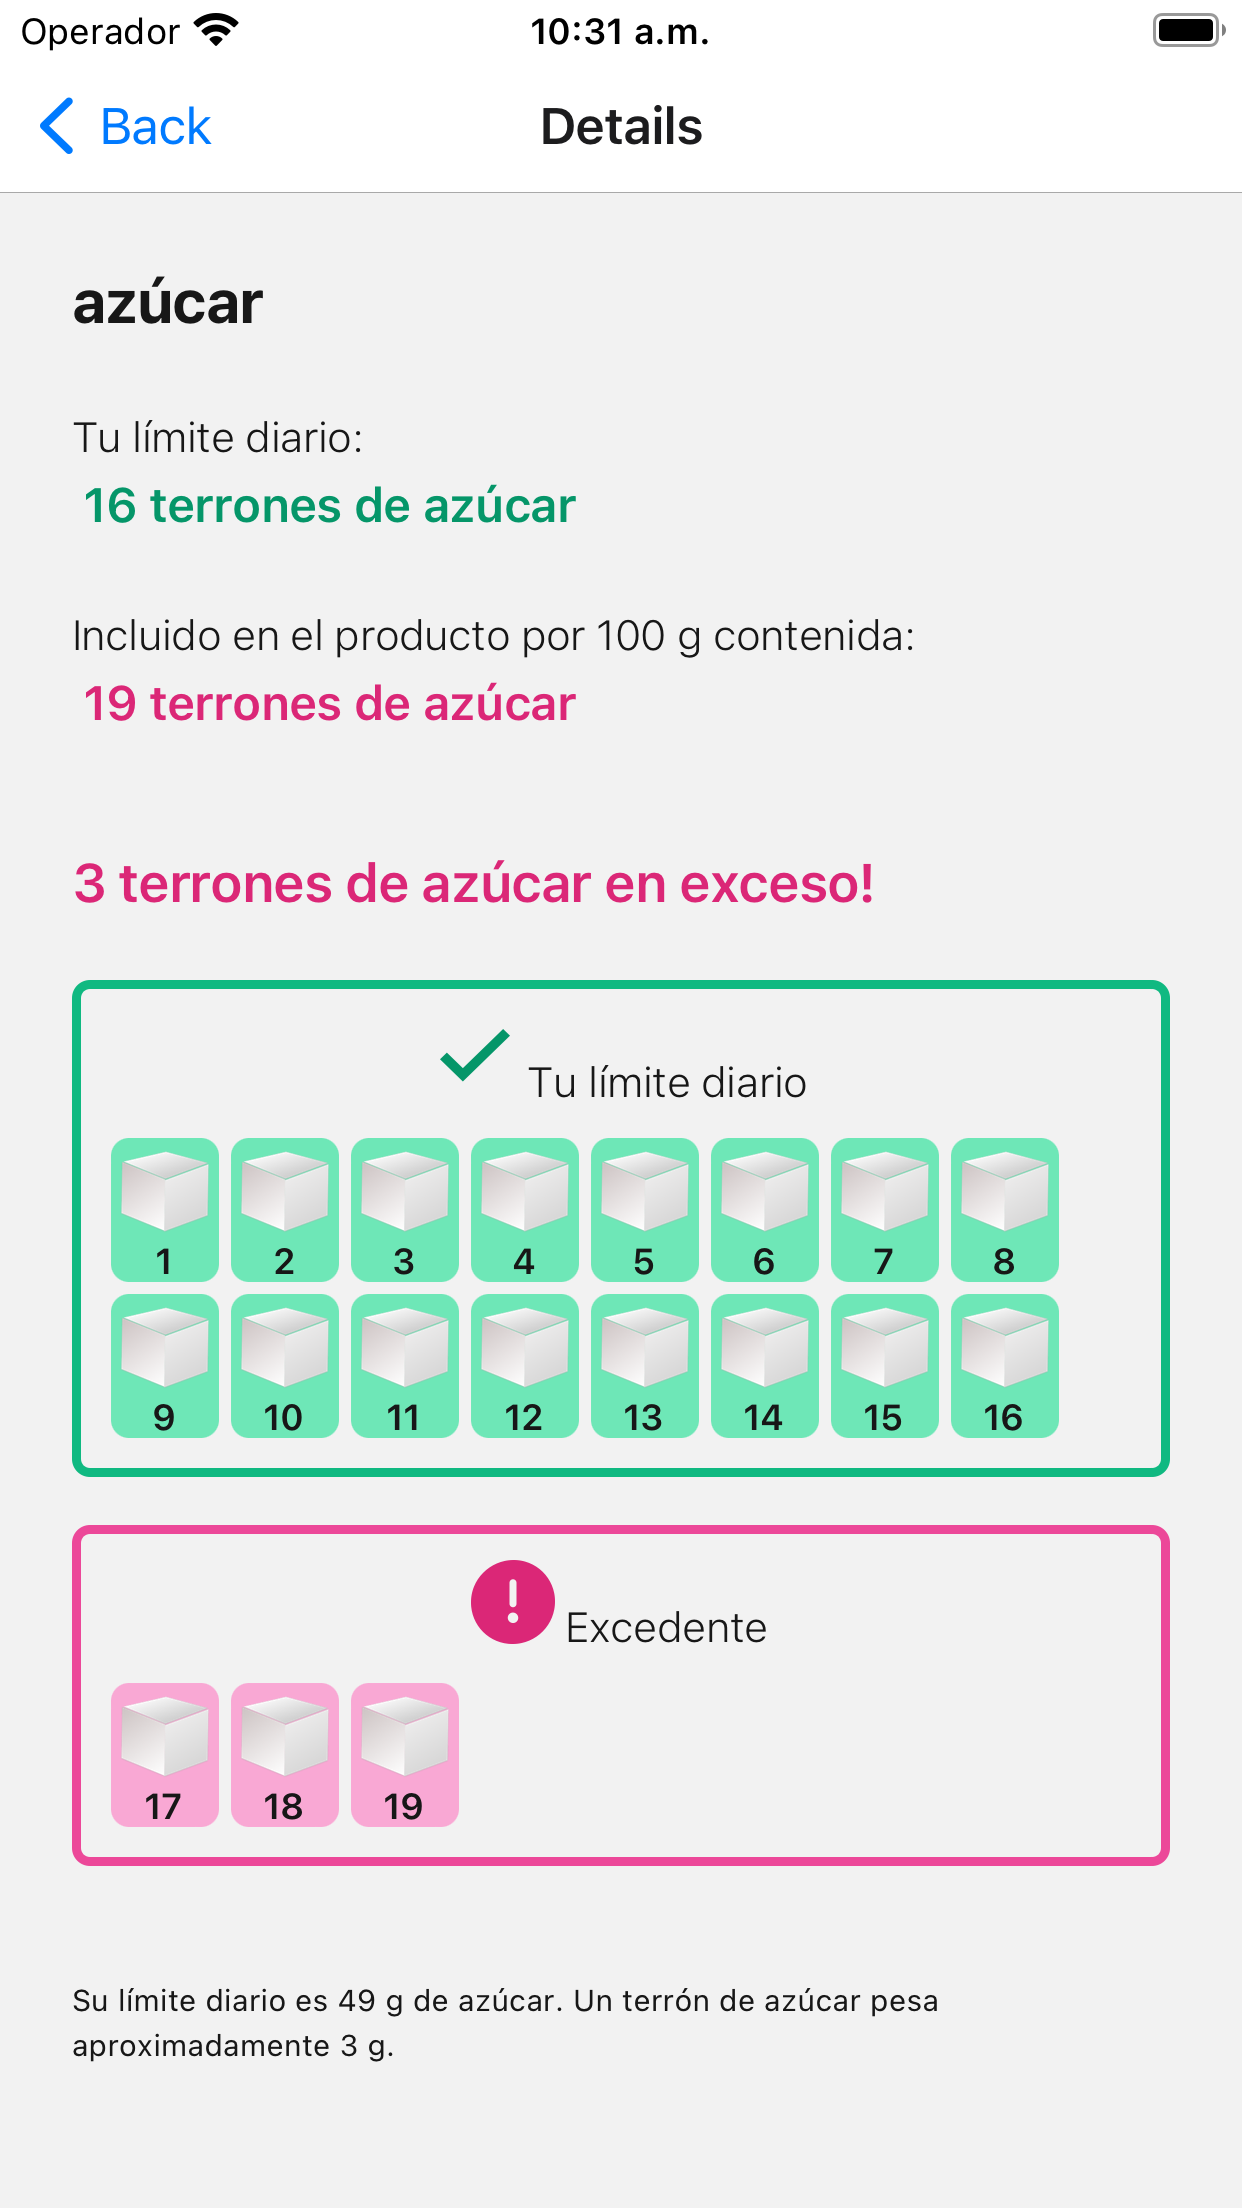 Operador 10:31 a.m.
Back Details
azúcar
Tu límite diario:
16 terrones de azúcar
Incluido en el producto por 100 g contenida:
19 terrones de azúcar
3 terrones de azúcar en exceso!
Tu límite diario
1 2 3 4 5 6 7 8
9 10 11 12 13 14 15 16
Excedente
17 18 19
Su límite diario es 49 g de azúcar. Un terrón de azúcar pesa
aproximadamente 3 g.